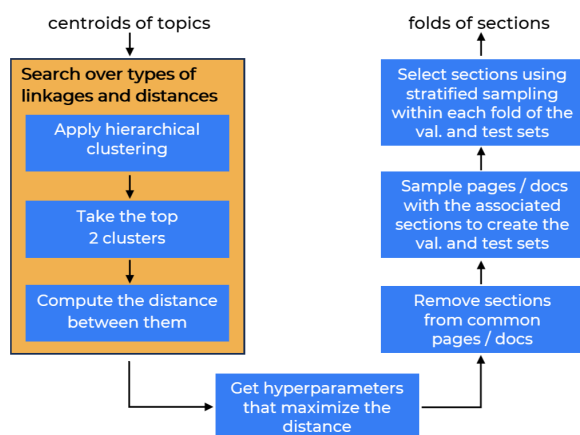 centroids of topics
Search over types of
linkages and distances
Apply hierarchical
clustering
Take the top
2 clusters
Compute the distance
between them
Get hyperparameters
that maximize the
distance
Remove sections
from common
pages / docs
Sample pages / docs
with the associated
sections to create the
val. and test sets
Select sections using
stratified sampling
within each fold of the
val. and test sets
folds of sections